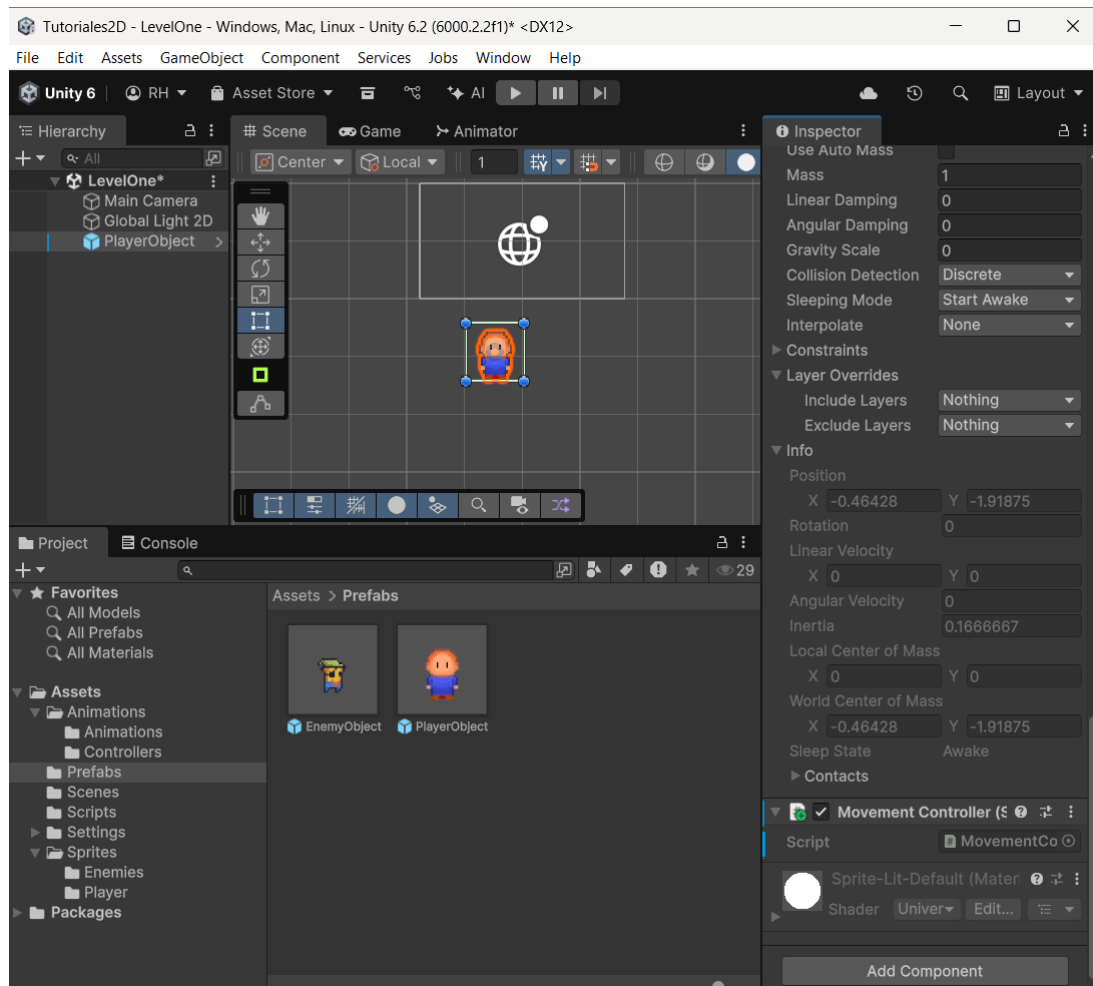 Tutoriales2D - LevelOne - Windows, Mac, Linux - Unity 6.2 (6000.2.2f1)* <DX12>
File Edit Assets GameObject Component Services Jobs Window Help
Unity 6 RH Asset Store AI Layout
Hierarchy
All
LevelOne*
Main Camera
Global Light 2D
PlayerObject
Scene Game Animator
Center Local 1
Project Console
29
Favorites
All Models
All Prefabs
All Materials
Assets
Animations
Animations
Controllers
Prefabs
Scenes
Scripts
Settings
Sprites
Enemies
Player
Packages
Assets > Prefabs
EnemyObject PlayerObject
Inspector
Use Auto Mass
Mass 1
Linear Damping 0
Angular Damping 0
Gravity Scale 0
Collision Detection Discrete
Sleeping Mode Start Awake
Interpolate None
Constraints
Layer Overrides
Include Layers Nothing
Exclude Layers Nothing
Info
Position
X -0.46428 Y -1.91875
Rotation 0
Linear Velocity
X 0 Y 0
Angular Velocity 0
Inertia 0.1666667
Local Center of Mass
X 0 Y 0
World Center of Mass
X -0.46428 Y -1.91875
Sleep State Awake
Contacts
Movement Controller (S
Script MovementCo
Sprite-Lit-Default (Materi
Shader Univer Edit...
Add Component